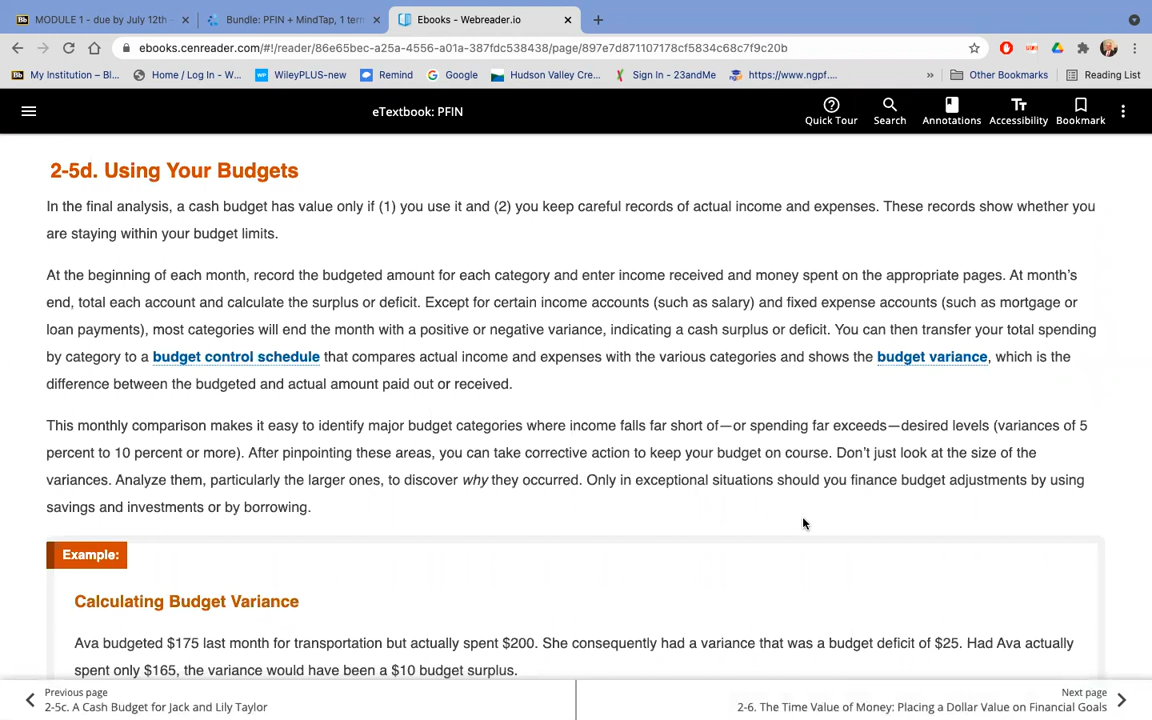 MODULE 1 - due by July 12th
Bundle: PFIN + MindTap, 1 term
Ebooks - Webreader.io
ebooks.cenreader.com/#!/reader/86e65bec-a25a-4556-a01a-387fdc538438/page/897e7d871107178cf5834c68c7f9c20b
My Institution – Bl...
Home / Log In - W...
WileyPLUS-new
Remind
Google
Hudson Valley Cre...
Sign In - 23andMe
https://www.ngpf....
Other Bookmarks
Reading List
eTextbook: PFIN
Quick Tour
Search
Annotations
Accessibility
Bookmark
2-5d. Using Your Budgets
In the final analysis, a cash budget has value only if (1) you use it and (2) you keep careful records of actual income and expenses. These records show whether you
are staying within your budget limits.
At the beginning of each month, record the budgeted amount for each category and enter income received and money spent on the appropriate pages. At month's
end, total each account and calculate the surplus or deficit. Except for certain income accounts (such as salary) and fixed expense accounts (such as mortgage or
loan payments), most categories will end the month with a positive or negative variance, indicating a cash surplus or deficit. You can then transfer your total spending
by category to a budget control schedule that compares actual income and expenses with the various categories and shows the budget variance, which is the
difference between the budgeted and actual amount paid out or received.
This monthly comparison makes it easy to identify major budget categories where income falls far short of—or spending far exceeds—desired levels (variances of 5
percent to 10 percent or more). After pinpointing these areas, you can take corrective action to keep your budget on course. Don't just look at the size of the
variances. Analyze them, particularly the larger ones, to discover why they occurred. Only in exceptional situations should you finance budget adjustments by using
savings and investments or by borrowing.
Example:
Calculating Budget Variance
Ava budgeted $175 last month for transportation but actually spent $200. She consequently had a variance that was a budget deficit of $25. Had Ava actually
spent only $165, the variance would have been a $10 budget surplus.
Previous page
2-5c. A Cash Budget for Jack and Lily Taylor
Next page
2-6. The Time Value of Money: Placing a Dollar Value on Financial Goals